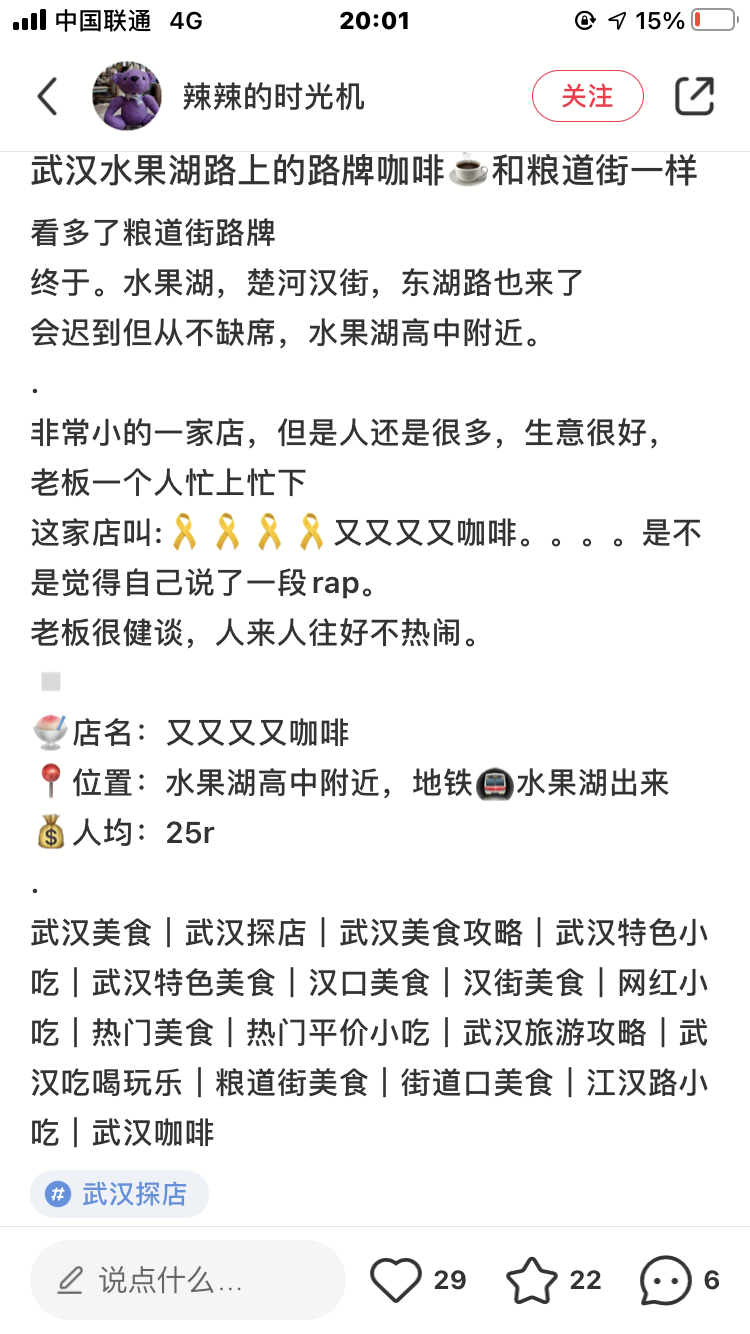 中国联通 4G 20:01 15%
辣辣的时光机 关注
武汉水果湖路上的路牌咖啡☕和粮道街一样
看多了粮道街路牌
终于。水果湖，楚河汉街，东湖路也来了
会迟到但从不缺席，水果湖高中附近。
.
非常小的一家店，但是人还是很多，生意很好，
老板一个人忙上忙下
这家店叫:🎗🎗🎗🎗又又又又咖啡。。。。是不
是觉得自己说了一段rap。
老板很健谈，人来人往好不热闹。
🍧店名：又又又又咖啡
📍位置：水果湖高中附近，地铁🚇水果湖出来
💰人均：25r
.
武汉美食｜武汉探店｜武汉美食攻略｜武汉特色小
吃｜武汉特色美食｜汉口美食｜汉街美食｜网红小
吃｜热门美食｜热门平价小吃｜武汉旅游攻略｜武
汉吃喝玩乐｜粮道街美食｜街道口美食｜江汉路小
吃｜武汉咖啡
# 武汉探店
说点什么... 29 22 6